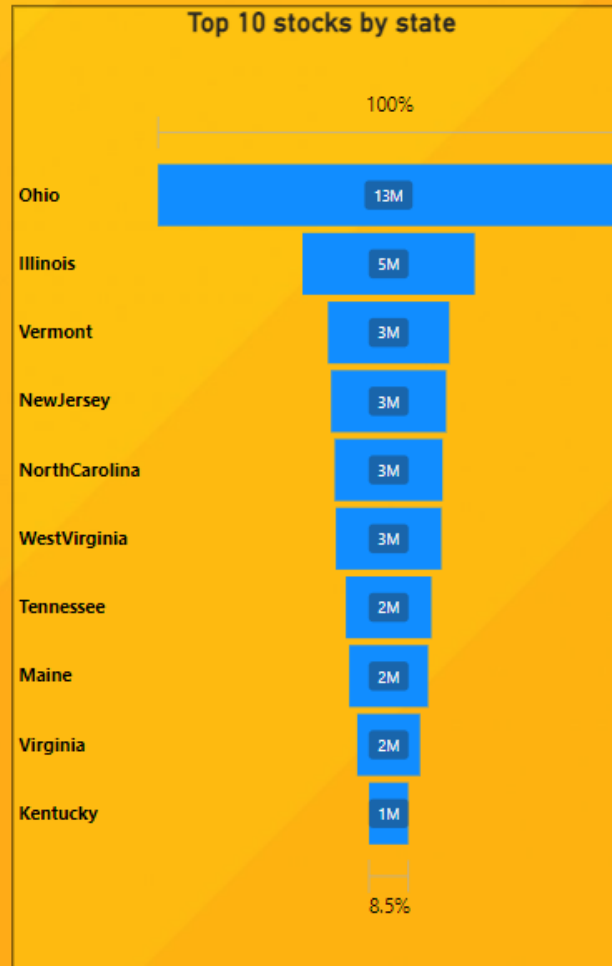 Top 10 stocks by state
100%
Ohio 13M
Illinois 5M
Vermont 3M
NewJersey 3M
NorthCarolina 3M
WestVirginia 3M
Tennessee 2M
Maine 2M
Virginia 2M
Kentucky 1M
8.5%